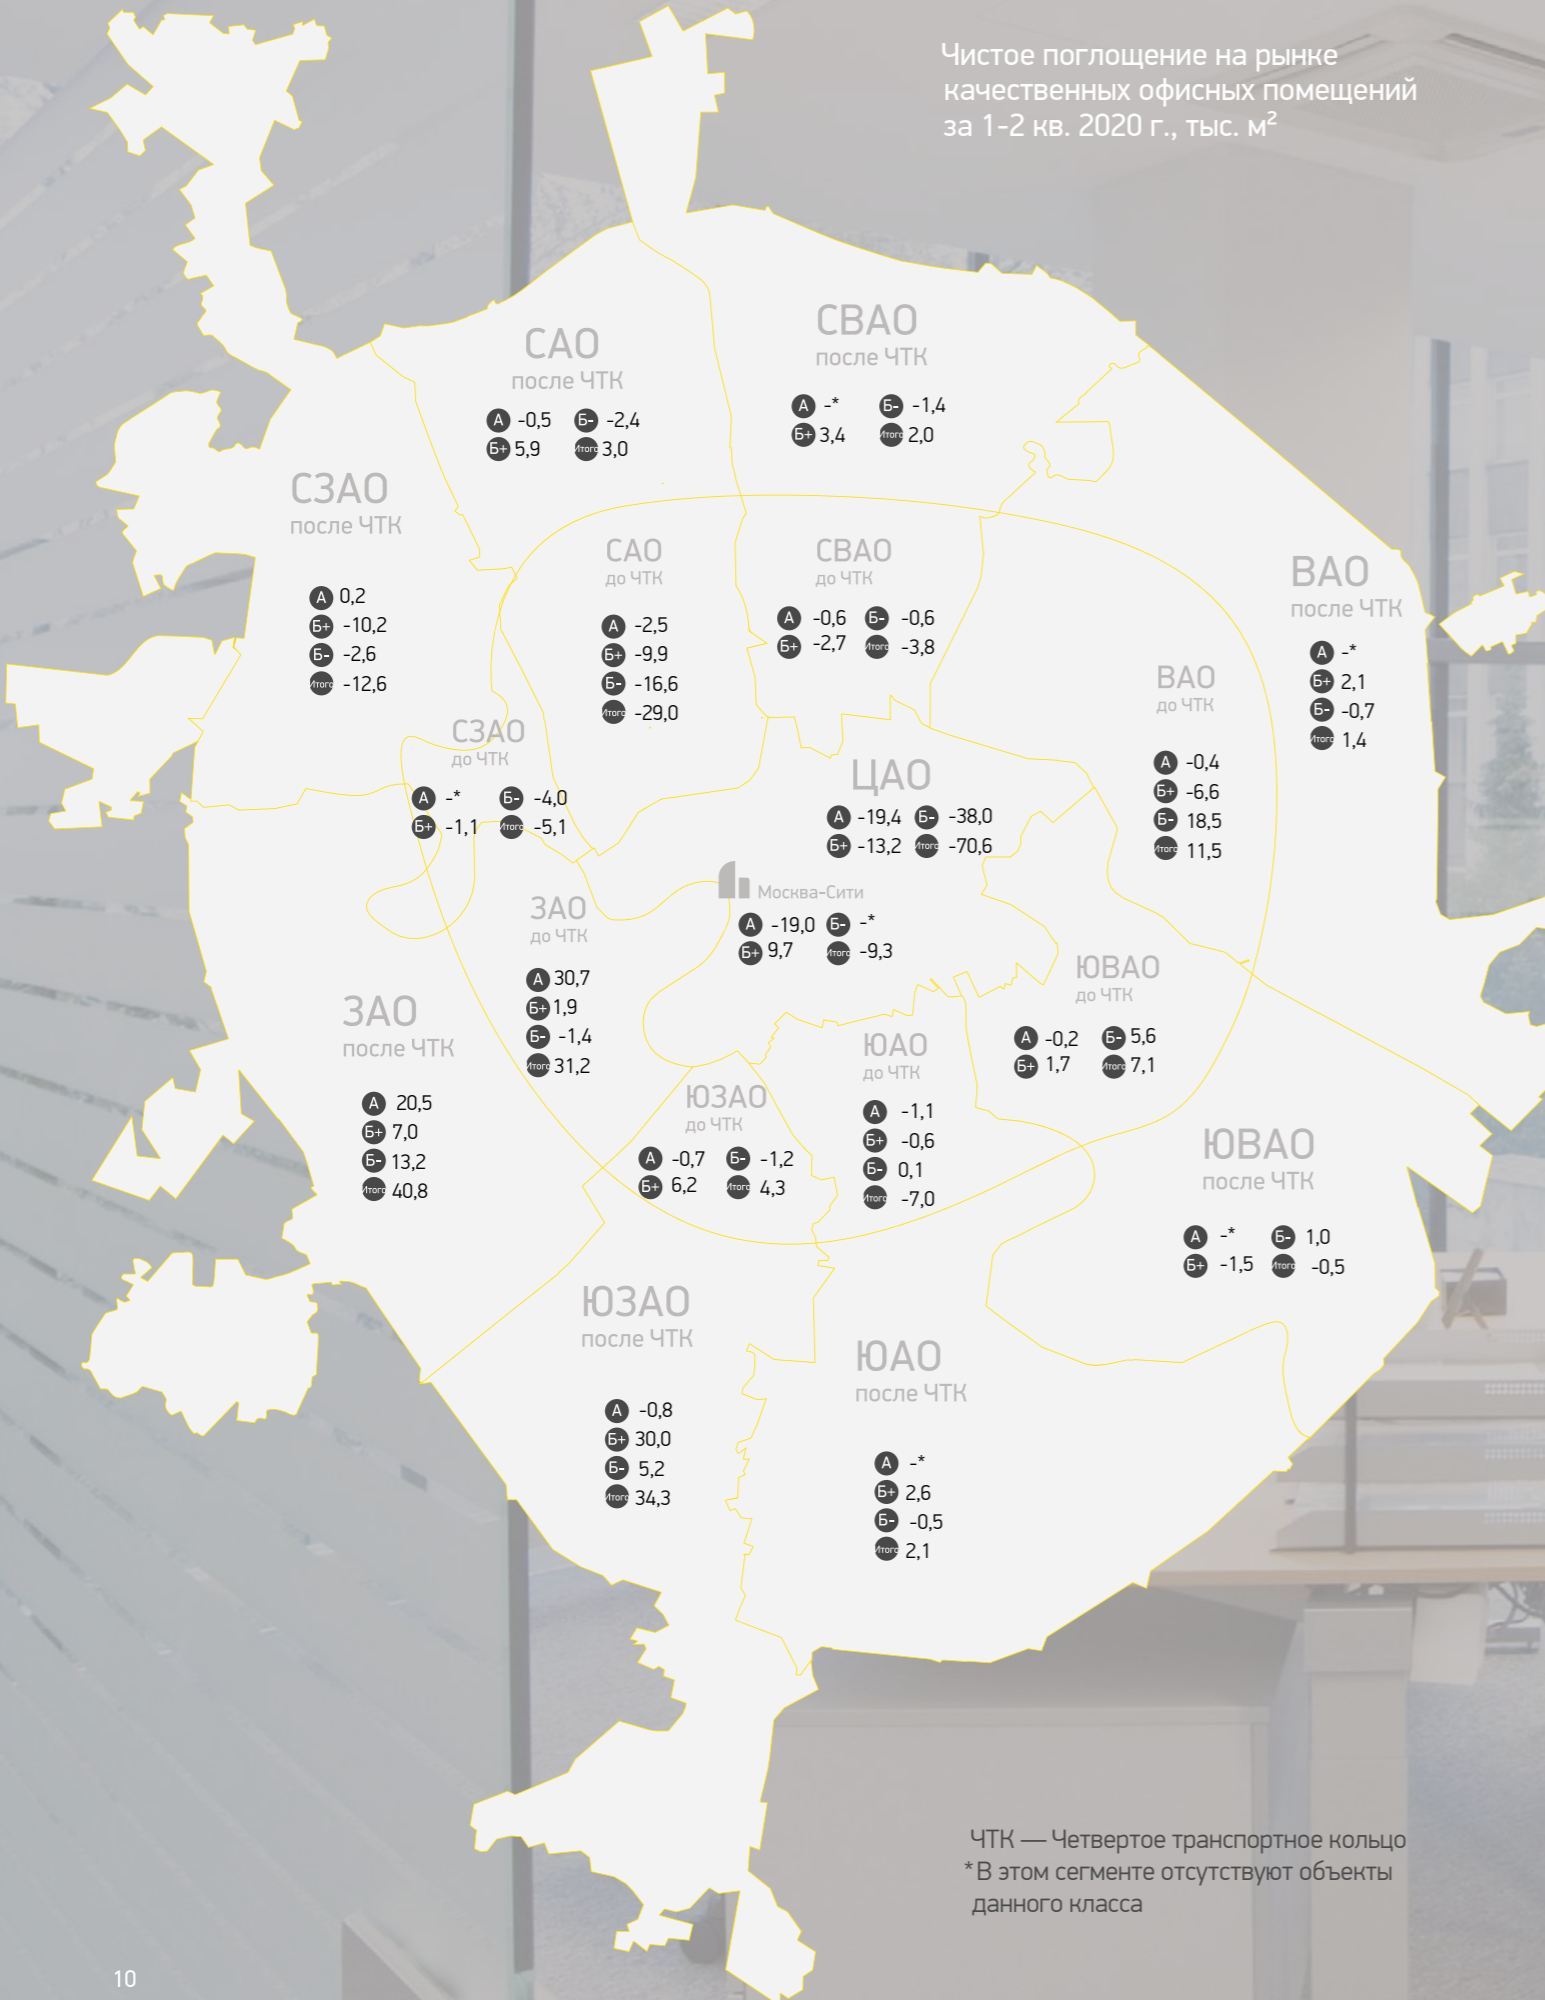 Чистое поглощение на рынке
качественных офисных помещений
за 1-2 кв. 2020 г., тыс. м²
САО
после ЧТК
А -0,5 Б- -2,4
Б+ 5,9 Итого 3,0
СВАО
после ЧТК
А -* Б- -1,4
Б+ 3,4 Итого 2,0
СЗАО
после ЧТК
А 0,2
Б+ -10,2
Б- -2,6
Итого -12,6
САО
до ЧТК
А -2,5
Б+ -9,9
Б- -16,6
Итого -29,0
СВАО
до ЧТК
А -0,6 Б- -0,6
Б+ -2,7 Итого -3,8
ВАО
после ЧТК
А -*
Б+ 2,1
Б- -0,7
Итого 1,4
ВАО
до ЧТК
А -0,4
Б+ -6,6
Б- 18,5
Итого 11,5
СЗАО
до ЧТК
А -* Б- -4,0
Б+ -1,1 Итого -5,1
ЦАО
А -19,4 Б- -38,0
Б+ -13,2 Итого -70,6
Москва-Сити
А -19,0 Б- -*
Б+ 9,7 Итого -9,3
ЗАО
до ЧТК
А 30,7
Б+ 1,9
Б- -1,4
Итого 31,2
ЮВАО
до ЧТК
А -0,2 Б- 5,6
Б+ 1,7 Итого 7,1
ЗАО
после ЧТК
А 20,5
Б+ 7,0
Б- 13,2
Итого 40,8
ЮАО
до ЧТК
А -1,1
Б+ -0,6
Б- 0,1
Итого -7,0
ЮЗАО
до ЧТК
А -0,7 Б- -1,2
Б+ 6,2 Итого 4,3
ЮВАО
после ЧТК
А -* Б- 1,0
Б+ -1,5 Итого -0,5
ЮЗАО
после ЧТК
А -0,8
Б+ 30,0
Б- 5,2
Итого 34,3
ЮАО
после ЧТК
А -*
Б+ 2,6
Б- -0,5
Итого 2,1
ЧТК — Четвертое транспортное кольцо
*В этом сегменте отсутствуют объекты
данного класса
10